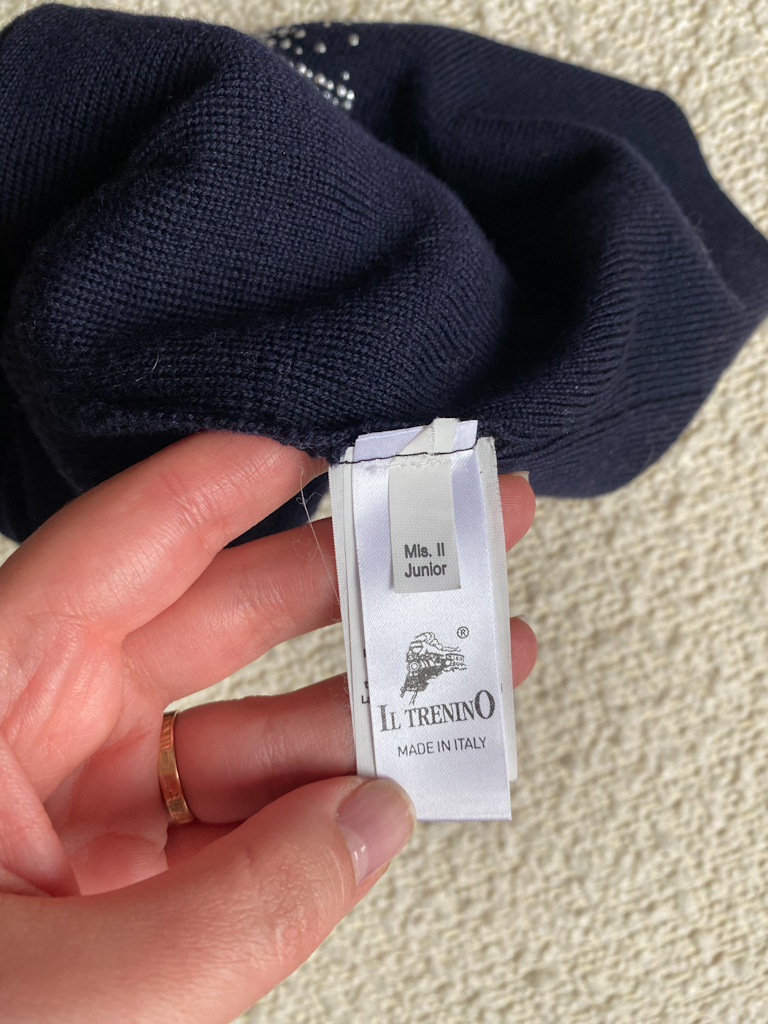 Mis. II
Junior
®
IL TRENINO
MADE IN ITALY